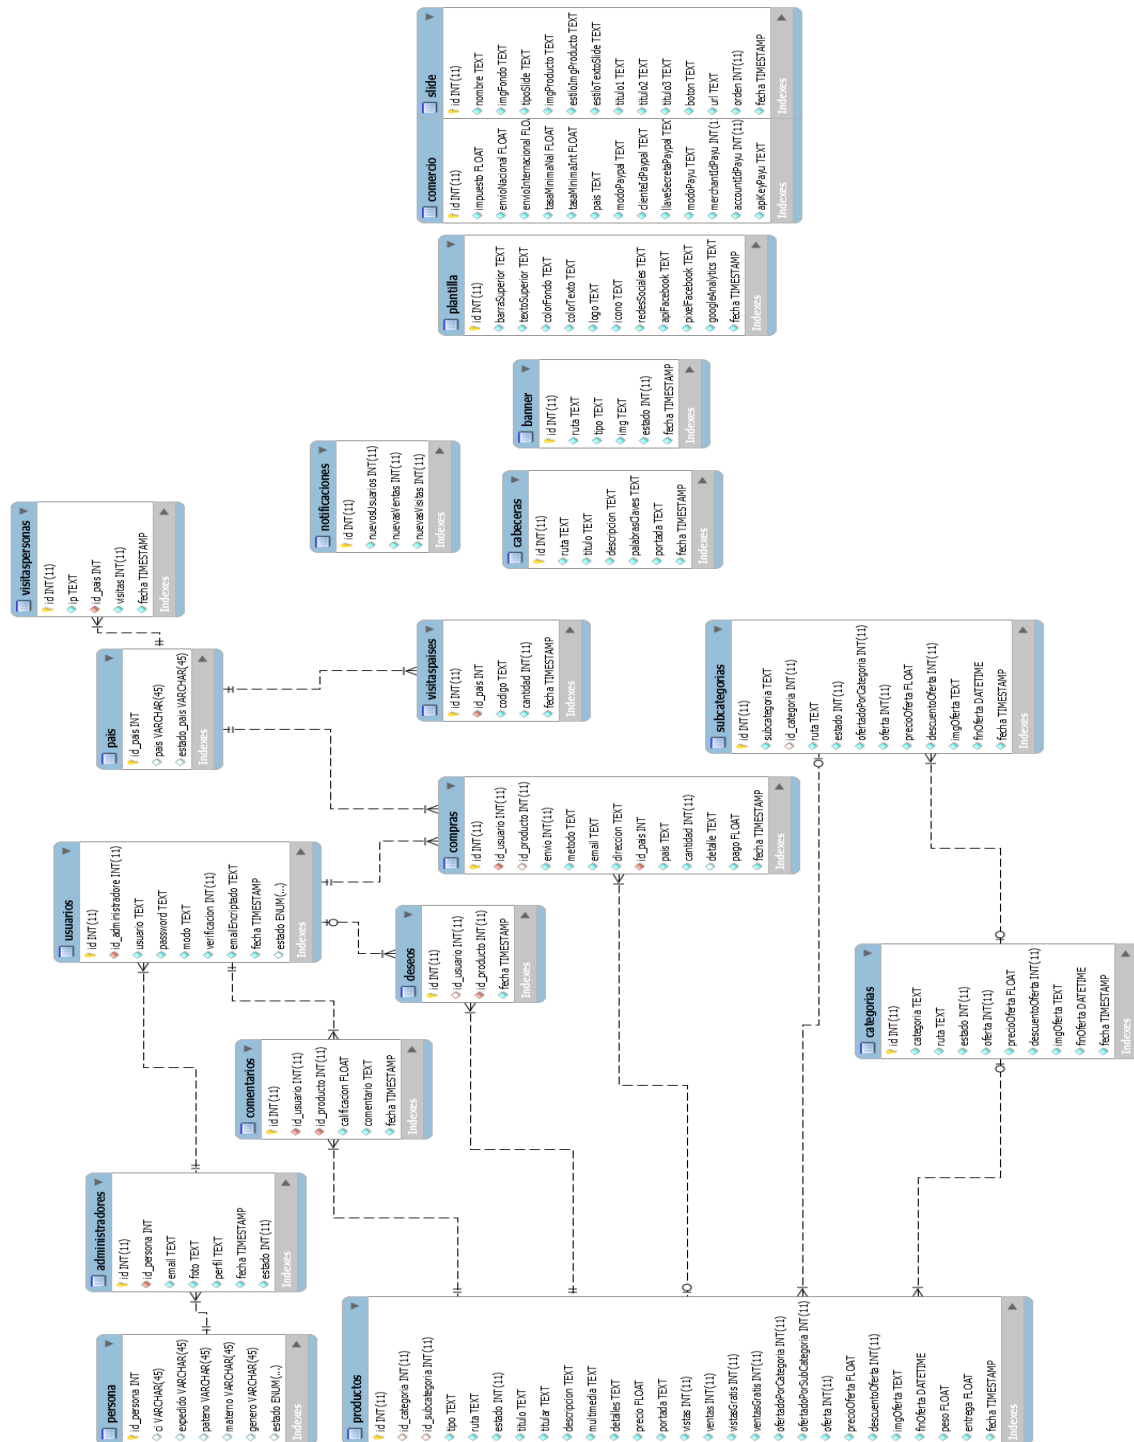 persona
id_persona INT
ci VARCHAR(45)
expedido VARCHAR(45)
pateno VARCHAR(45)
materno VARCHAR(45)
genero VARCHAR(45)
estado ENUM(...)
Indexes
administradores
id INT(11)
id_persona INT
email TEXT
foto TEXT
perfil TEXT
fecha TIMESTAMP
estado INT(11)
Indexes
usuarios
id INT(11)
id_administradore INT(11)
usuario TEXT
password TEXT
modo TEXT
verificacion INT(11)
emailEncriptado TEXT
fecha TIMESTAMP
estado ENUM(...)
Indexes
pais
id_pais INT
pais VARCHAR(45)
estado_pais VARCHAR(45)
Indexes
visitaspersonas
id INT(11)
ip TEXT
id_pais INT
visitas INT(11)
fecha TIMESTAMP
Indexes
comentarios
id INT(11)
id_usuario INT(11)
id_producto INT(11)
calificacion FLOAT
comentario TEXT
fecha TIMESTAMP
Indexes
notificaciones
id INT(11)
nuevosUsuarios INT(11)
nuevasVentas INT(11)
nuevasVisitas INT(11)
Indexes
productos
id INT(11)
id_categoria INT(11)
id_subcategoria INT(11)
tipo TEXT
ruta TEXT
estado INT(11)
titulo TEXT
titular TEXT
descripcion TEXT
multimedia TEXT
detalles TEXT
precio FLOAT
portada TEXT
vistas INT(11)
ventas INT(11)
vistasGratis INT(11)
ventasGratis INT(11)
ofertadoPorCategoria INT(11)
ofertadoPorSubCategoria INT(11)
oferta INT(11)
precioOferta FLOAT
descuentoOferta INT(11)
imgOferta TEXT
finOferta DATETIME
peso FLOAT
entrega FLOAT
fecha TIMESTAMP
Indexes
deseos
id INT(11)
id_usuario INT(11)
id_producto INT(11)
fecha TIMESTAMP
Indexes
compras
id INT(11)
id_usuario INT(11)
id_producto INT(11)
envio INT(11)
metodo TEXT
email TEXT
direccion TEXT
id_pais INT
pais TEXT
cantidad INT(11)
detalle TEXT
pago FLOAT
fecha TIMESTAMP
Indexes
visitaspaises
id INT(11)
id_pais INT
codigo TEXT
cantidad INT(11)
fecha TIMESTAMP
Indexes
cabeceras
id INT(11)
ruta TEXT
titulo TEXT
descripcion TEXT
palabrasClaves TEXT
portada TEXT
fecha TIMESTAMP
Indexes
banner
id INT(11)
ruta TEXT
tipo TEXT
img TEXT
estado INT(11)
fecha TIMESTAMP
Indexes
plantilla
id INT(11)
barraSuperior TEXT
textoSuperior TEXT
colorFondo TEXT
colorTexto TEXT
logo TEXT
icono TEXT
redesSociales TEXT
apiFacebook TEXT
pixelFacebook TEXT
googleAnalytics TEXT
fecha TIMESTAMP
Indexes
comercio
id INT(11)
impuesto FLOAT
envioNacional FLOAT
envioInternacional FLO
tasaMinimaNal FLOAT
tasaMinimaInt FLOAT
pais TEXT
modoPaypal TEXT
clienteIdPaypal TEXT
llaveSecretaPaypal TEX
modoPayu TEXT
merchantIdPayu INT(1
accountIdPayu INT(11)
apiKeyPayu TEXT
Indexes
slide
id INT(11)
nombre TEXT
imgFondo TEXT
tipoSlide TEXT
imgProducto TEXT
estiloImgProducto TEXT
estiloTextoSlide TEXT
titulo1 TEXT
titulo2 TEXT
titulo3 TEXT
boton TEXT
url TEXT
orden INT(11)
fecha TIMESTAMP
Indexes
categorias
id INT(11)
categoria TEXT
ruta TEXT
estado INT(11)
oferta INT(11)
precioOferta FLOAT
descuentoOferta INT(11)
imgOferta TEXT
finOferta DATETIME
fecha TIMESTAMP
Indexes
subcategorias
id INT(11)
subcategoria TEXT
id_categoria INT(11)
ruta TEXT
estado INT(11)
ofertadoPorCategoria INT(11)
oferta INT(11)
precioOferta FLOAT
descuentoOferta INT(11)
imgOferta TEXT
finOferta DATETIME
fecha TIMESTAMP
Indexes